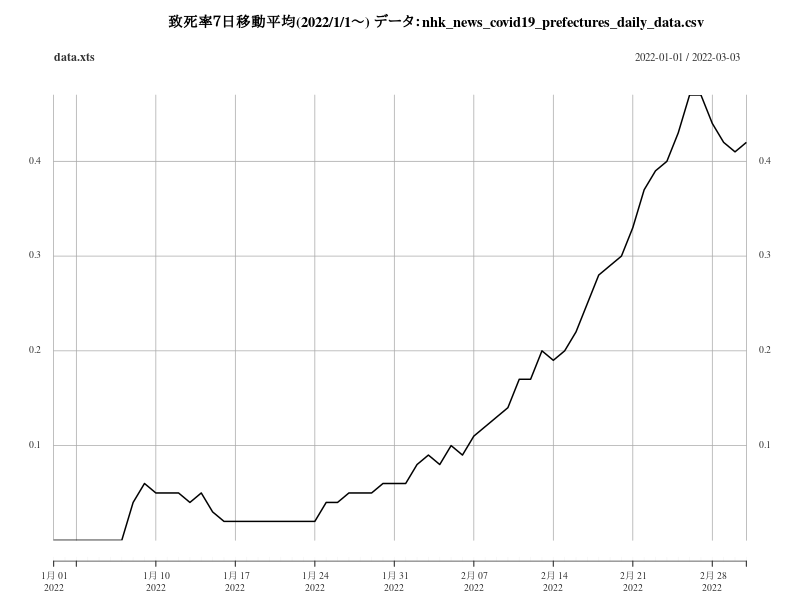 致死率7日移動平均(2022/1/1〜) データ:nhk_news_covid19_prefectures_daily_data.csv
data.xts 2022-01-01 / 2022-03-03
0.4 0.4
0.3 0.3
0.2 0.2
0.1 0.1
1月 01 1月 10 1月 17 1月 24 1月 31 2月 07 2月 14 2月 21 2月 28
2022 2022 2022 2022 2022 2022 2022 2022 2022